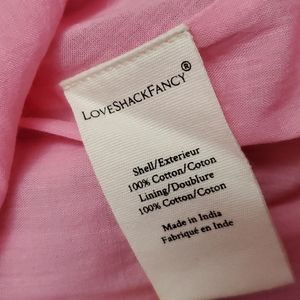 LoveShackFancy®
Shell/Exterieur
100% Cotton/Coton
Lining/Doublure
100% Cotton/Coton
Made in India
Fabriqué en Inde